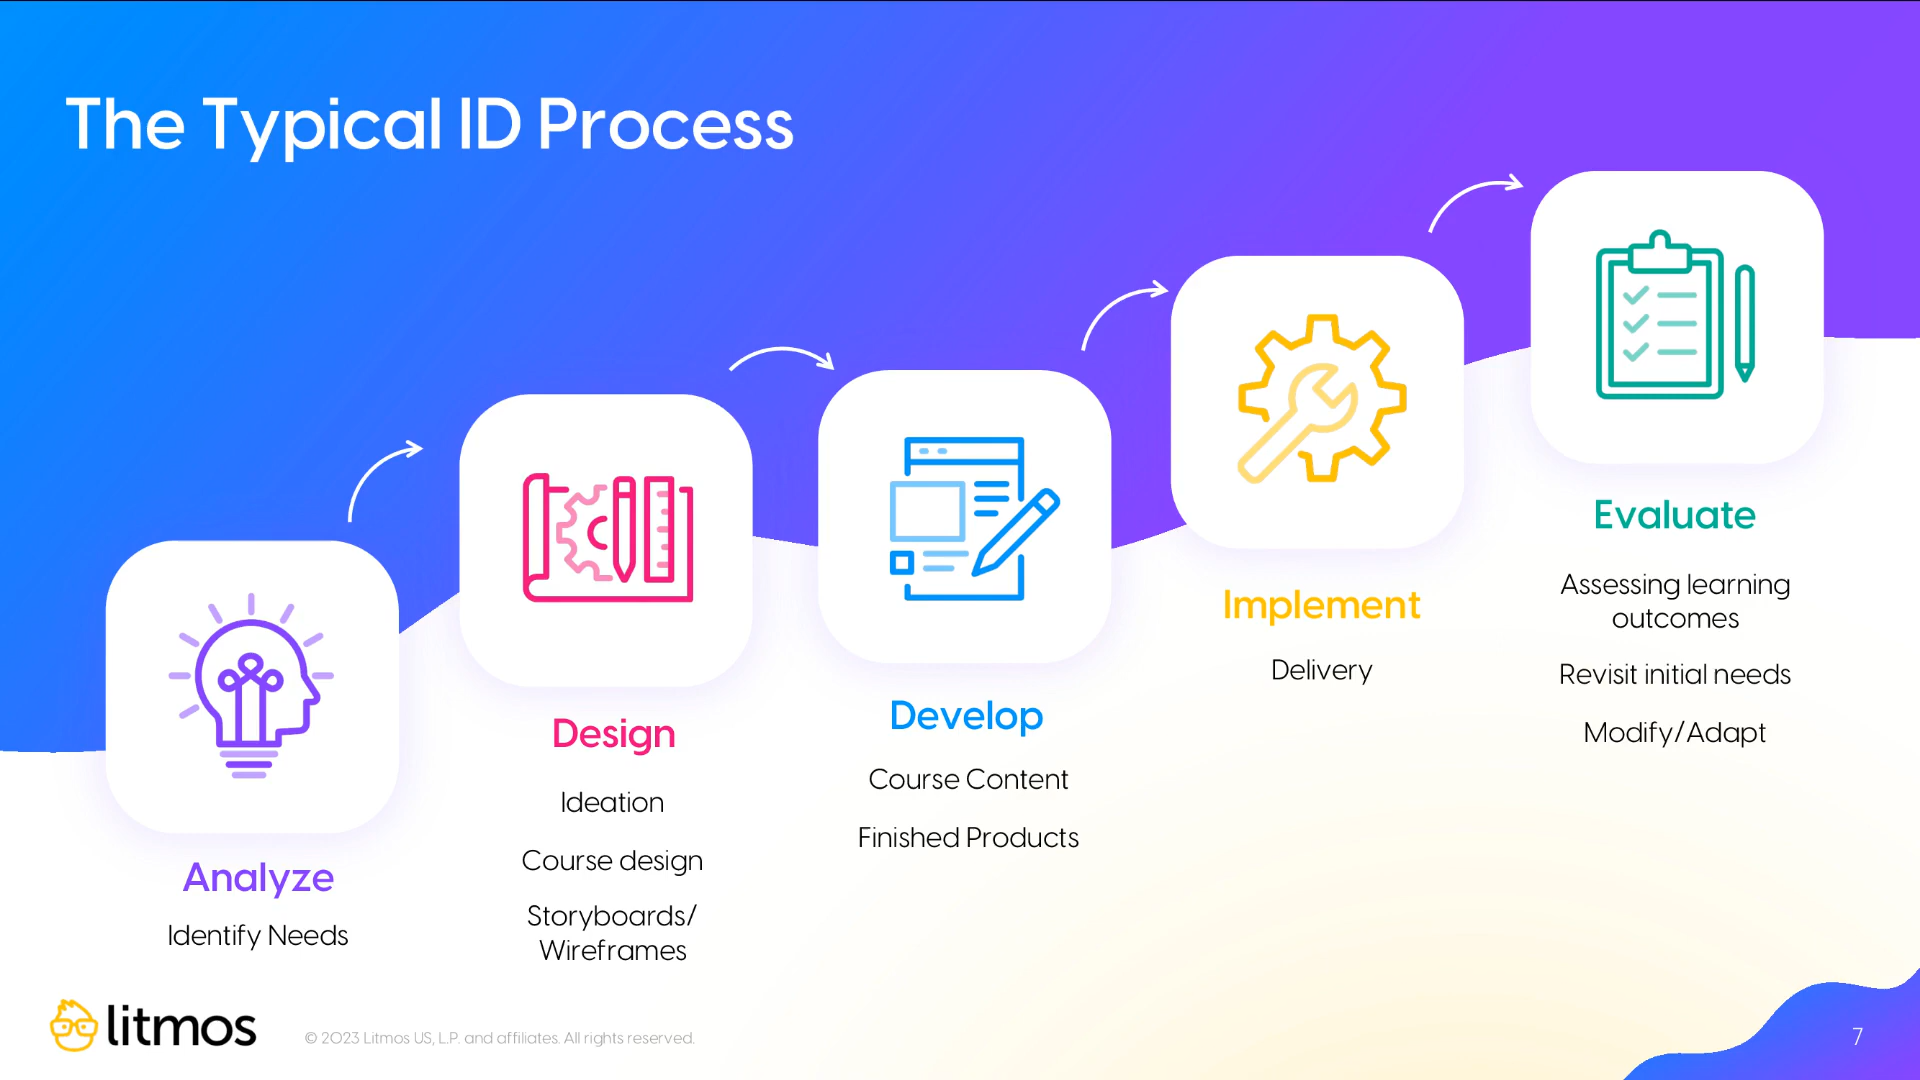 The Typical ID Process
Analyze
Identify Needs
Design
Ideation
Course design
Storyboards/
Wireframes
Develop
Course Content
Finished Products
Implement
Delivery
Evaluate
Assessing learning
outcomes
Revisit initial needs
Modify/Adapt
litmos
© 2023 Litmos US, L.P. and affiliates. All rights reserved.
7